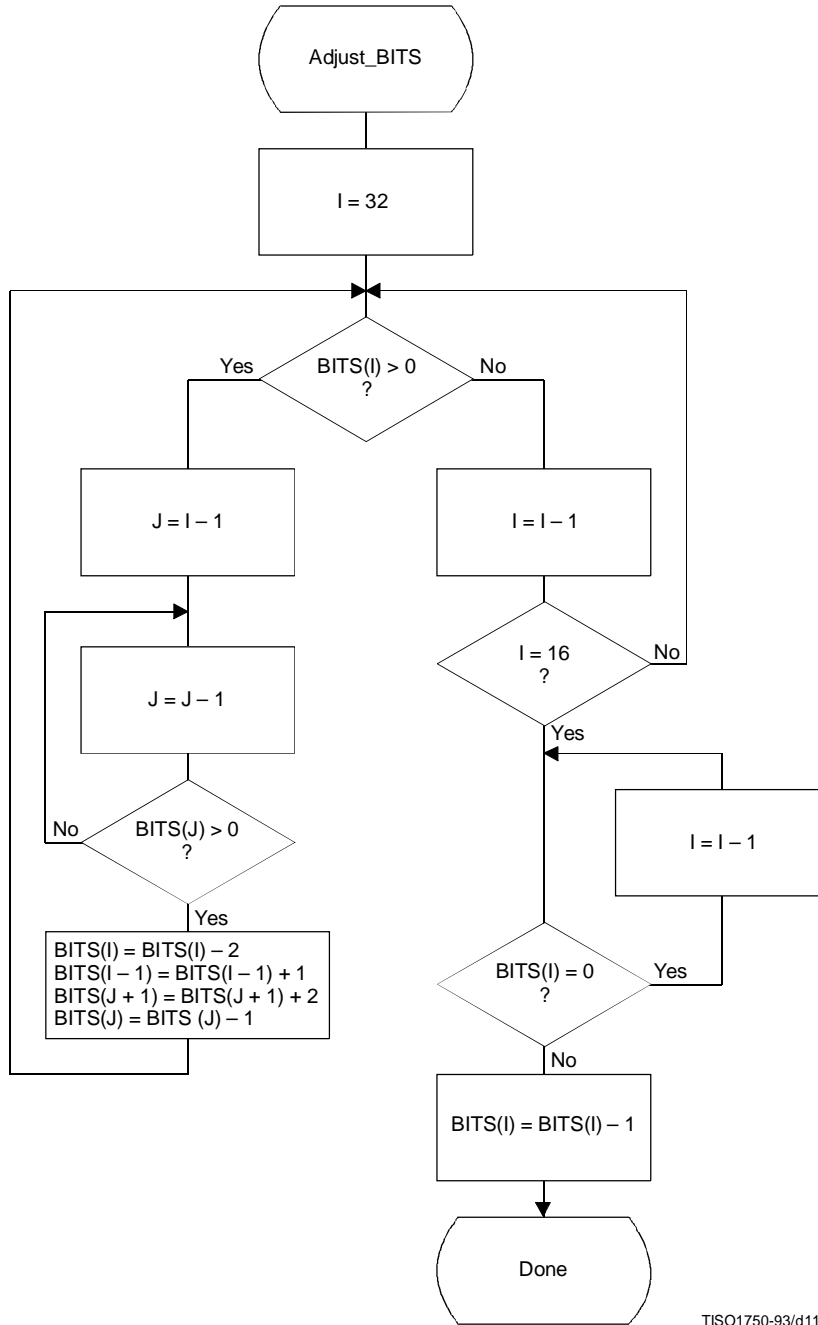 Adjust_BITS
I = 32
BITS(I) > 0
?
Yes
No
J = I – 1
I = I – 1
I = 16
?
No
Yes
J = J – 1
BITS(J) > 0
?
No
Yes
I = I – 1
BITS(I) = BITS(I) – 2
BITS(I – 1) = BITS(I – 1) + 1
BITS(J + 1) = BITS(J + 1) + 2
BITS(J) = BITS (J) – 1
BITS(I) = 0
?
Yes
No
BITS(I) = BITS(I) – 1
Done
TISO1750-93/d11